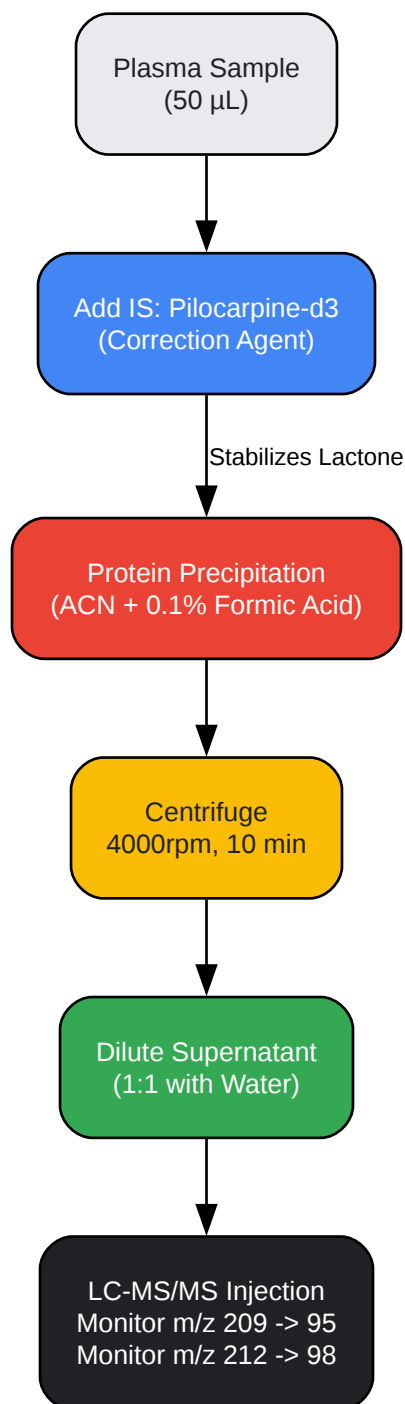 Plasma Sample
(50 µL)
Add IS: Pilocarpine-d3
(Correction Agent)
Stabilizes Lactone
Protein Precipitation
(ACN + 0.1% Formic Acid)
Centrifuge
4000rpm, 10 min
Dilute Supernatant
(1:1 with Water)
LC-MS/MS Injection
Monitor m/z 209 -> 95
Monitor m/z 212 -> 98